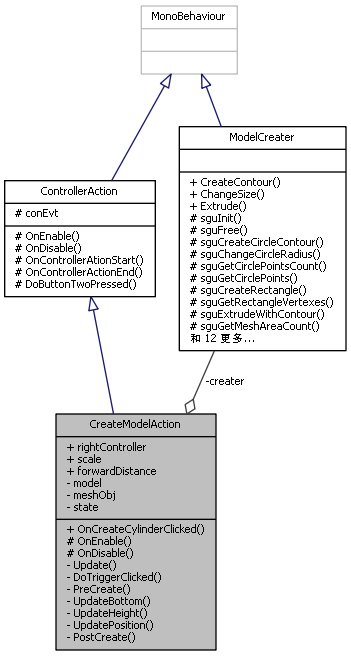 MonoBehaviour
ControllerAction
# conEvt
# OnEnable()
# OnDisable()
# OnControllerAtionStart()
# OnControllerActionEnd()
# DoButtonTwoPressed()
ModelCreater
+ CreateContour()
+ ChangeSize()
+ Extrude()
# sguInit()
# sguFree()
# sguCreateCircleContour()
# sguChangeCircleRadius()
# sguGetCirclePointsCount()
# sguGetCirclePoints()
# sguCreateRectangle()
# sguGetRectangleVertexes()
# sguExtrudeWithContour()
# sguGetMeshAreaCount()
和 12 更多...
-creater
CreateModelAction
+ rightController
+ scale
+ forwardDistance
- model
- meshObj
- state
+ OnCreateCylinderClicked()
# OnEnable()
# OnDisable()
- Update()
- DoTriggerClicked()
- PreCreate()
- UpdateBottom()
- UpdateHeight()
- UpdatePosition()
- PostCreate()